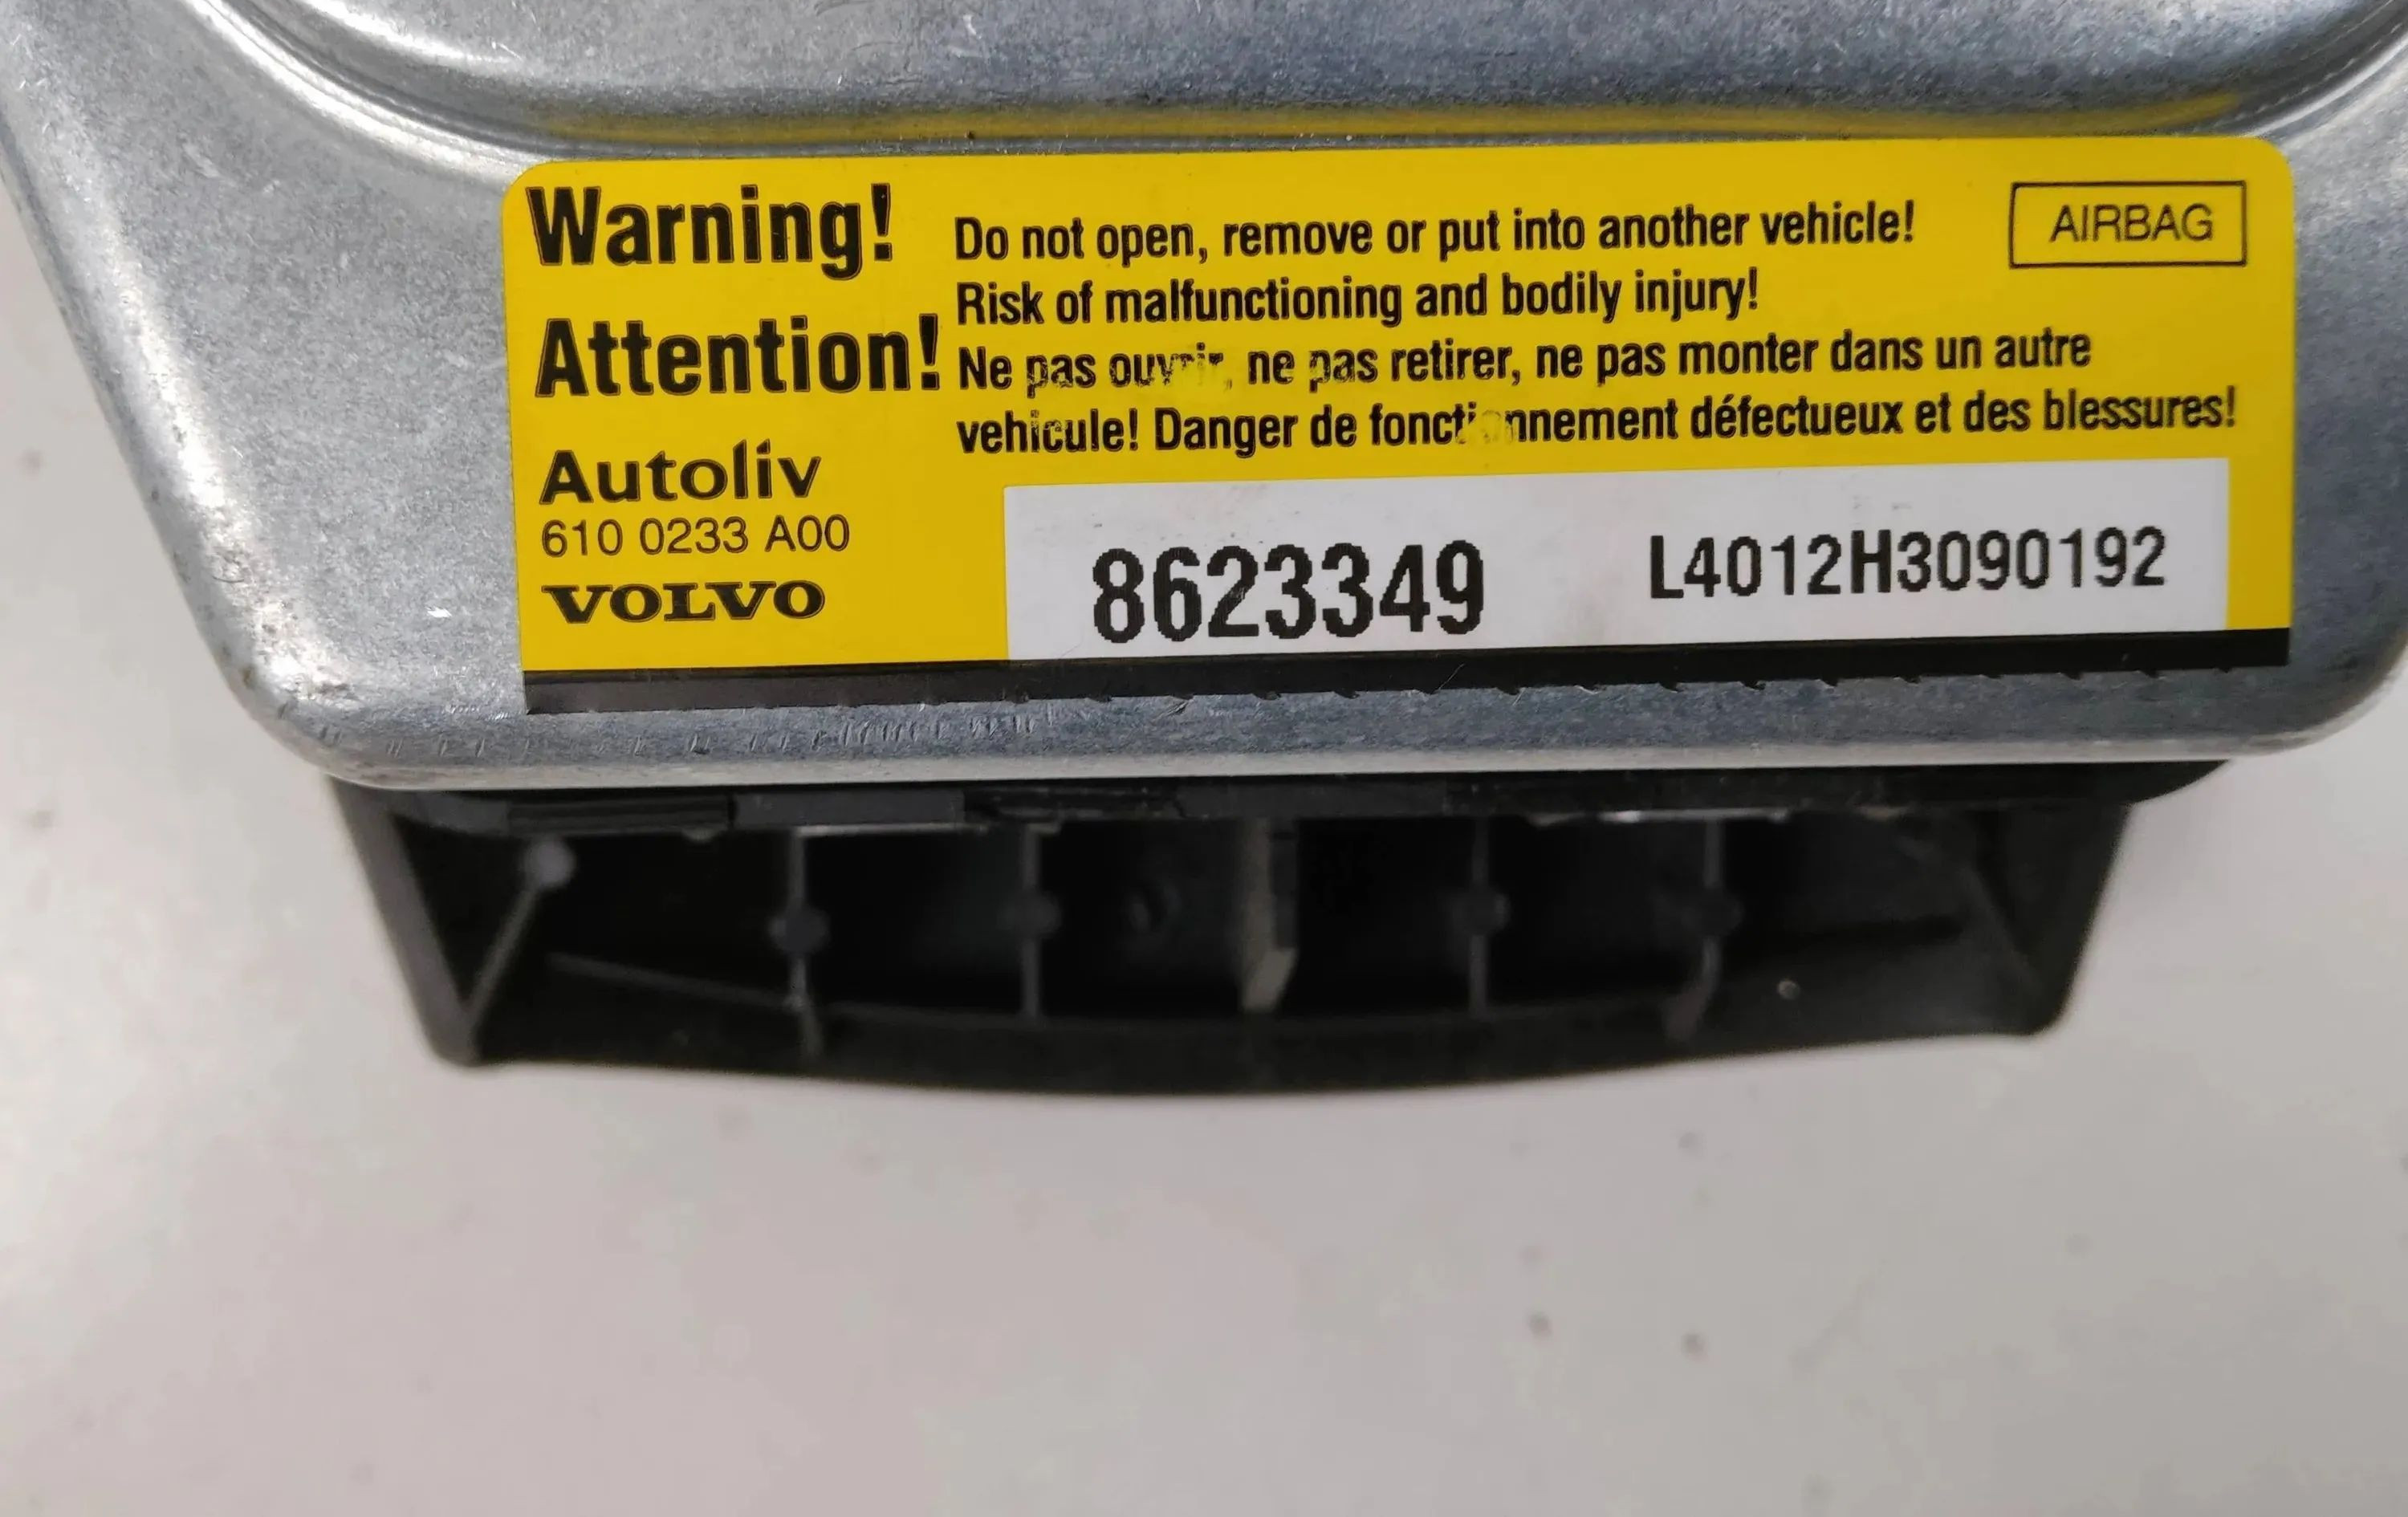 Warning!
Do not open, remove or put into another vehicle!
AIRBAG
Risk of malfunctioning and bodily injury!
Attention!
Ne pas ouvrir, ne pas retirer, ne pas monter dans un autre
vehicule! Danger de fonctionnement défectueux et des blessures!
Autoliv
610 0233 A00
VOLVO
8623349
L4012H3090192